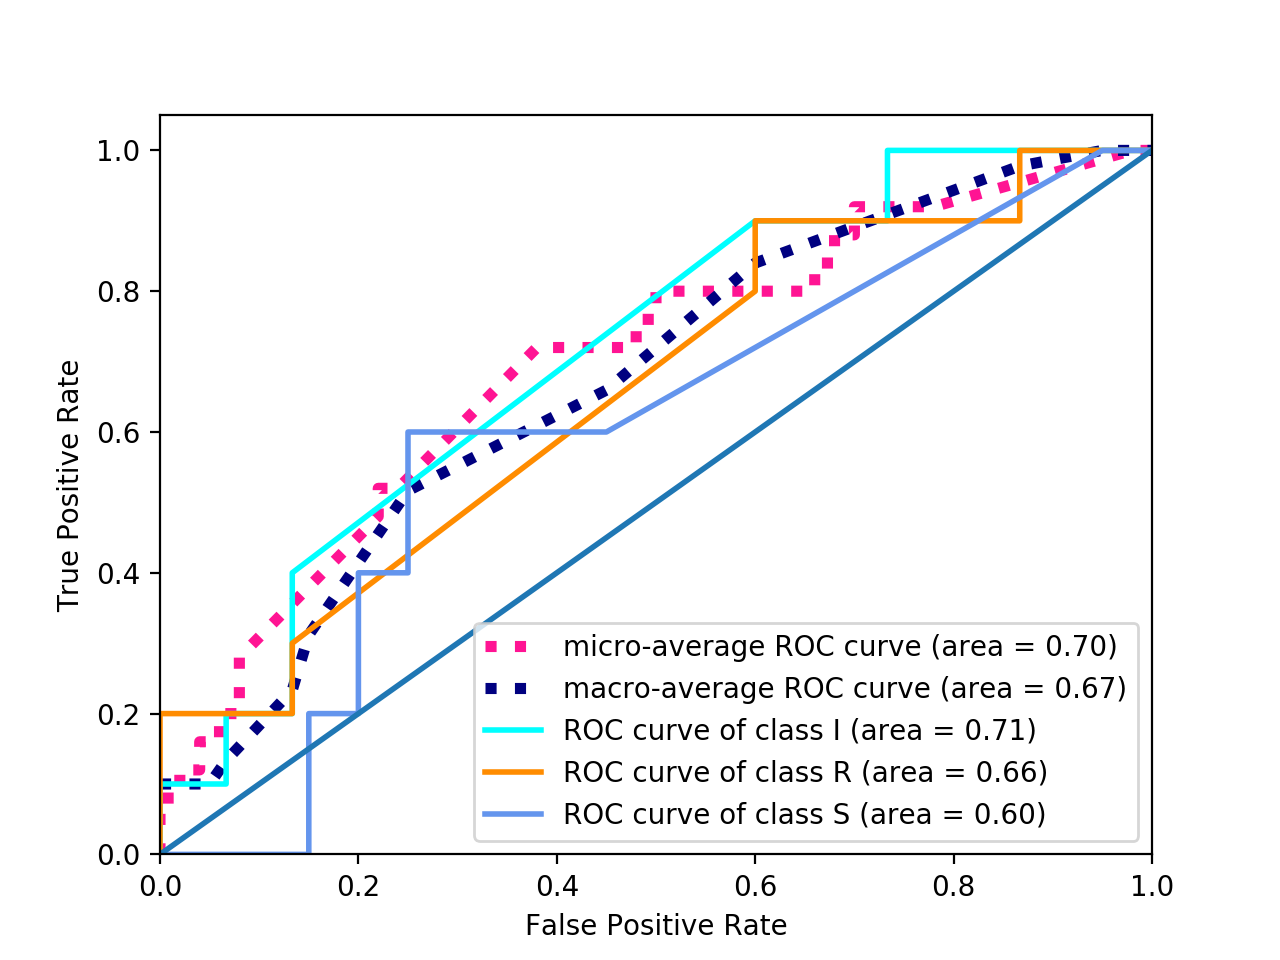 1.0
0.8
0.6
0.4
0.2
0.0
True Positive Rate
micro-average ROC curve (area = 0.70)
macro-average ROC curve (area = 0.67)
ROC curve of class I (area = 0.71)
ROC curve of class R (area = 0.66)
ROC curve of class S (area = 0.60)
0.0 0.2 0.4 0.6 0.8 1.0
False Positive Rate